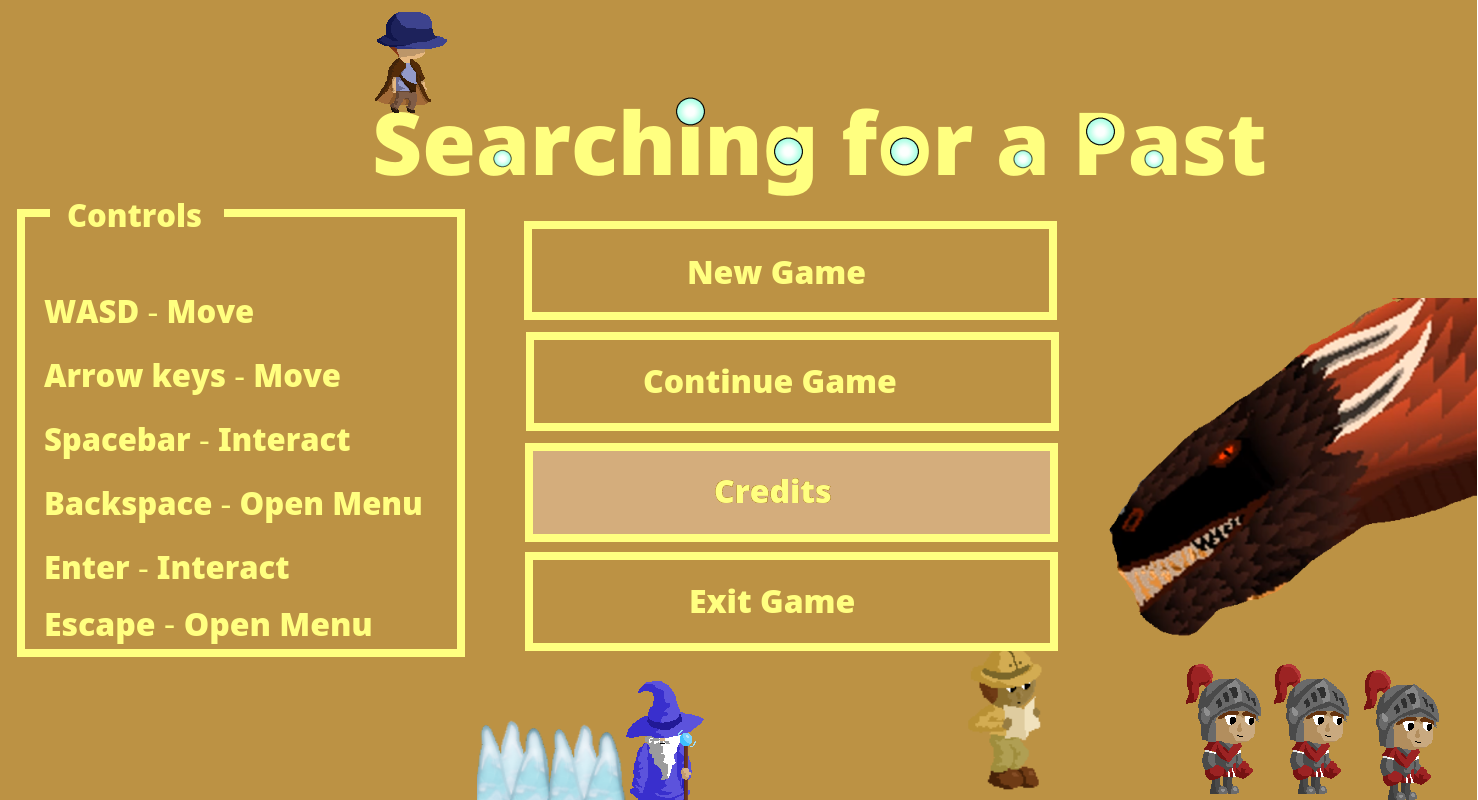 Searching for a Past
Controls
WASD - Move
Arrow keys - Move
Spacebar - Interact
Backspace - Open Menu
Enter - Interact
Escape - Open Menu
New Game
Continue Game
Credits
Exit Game